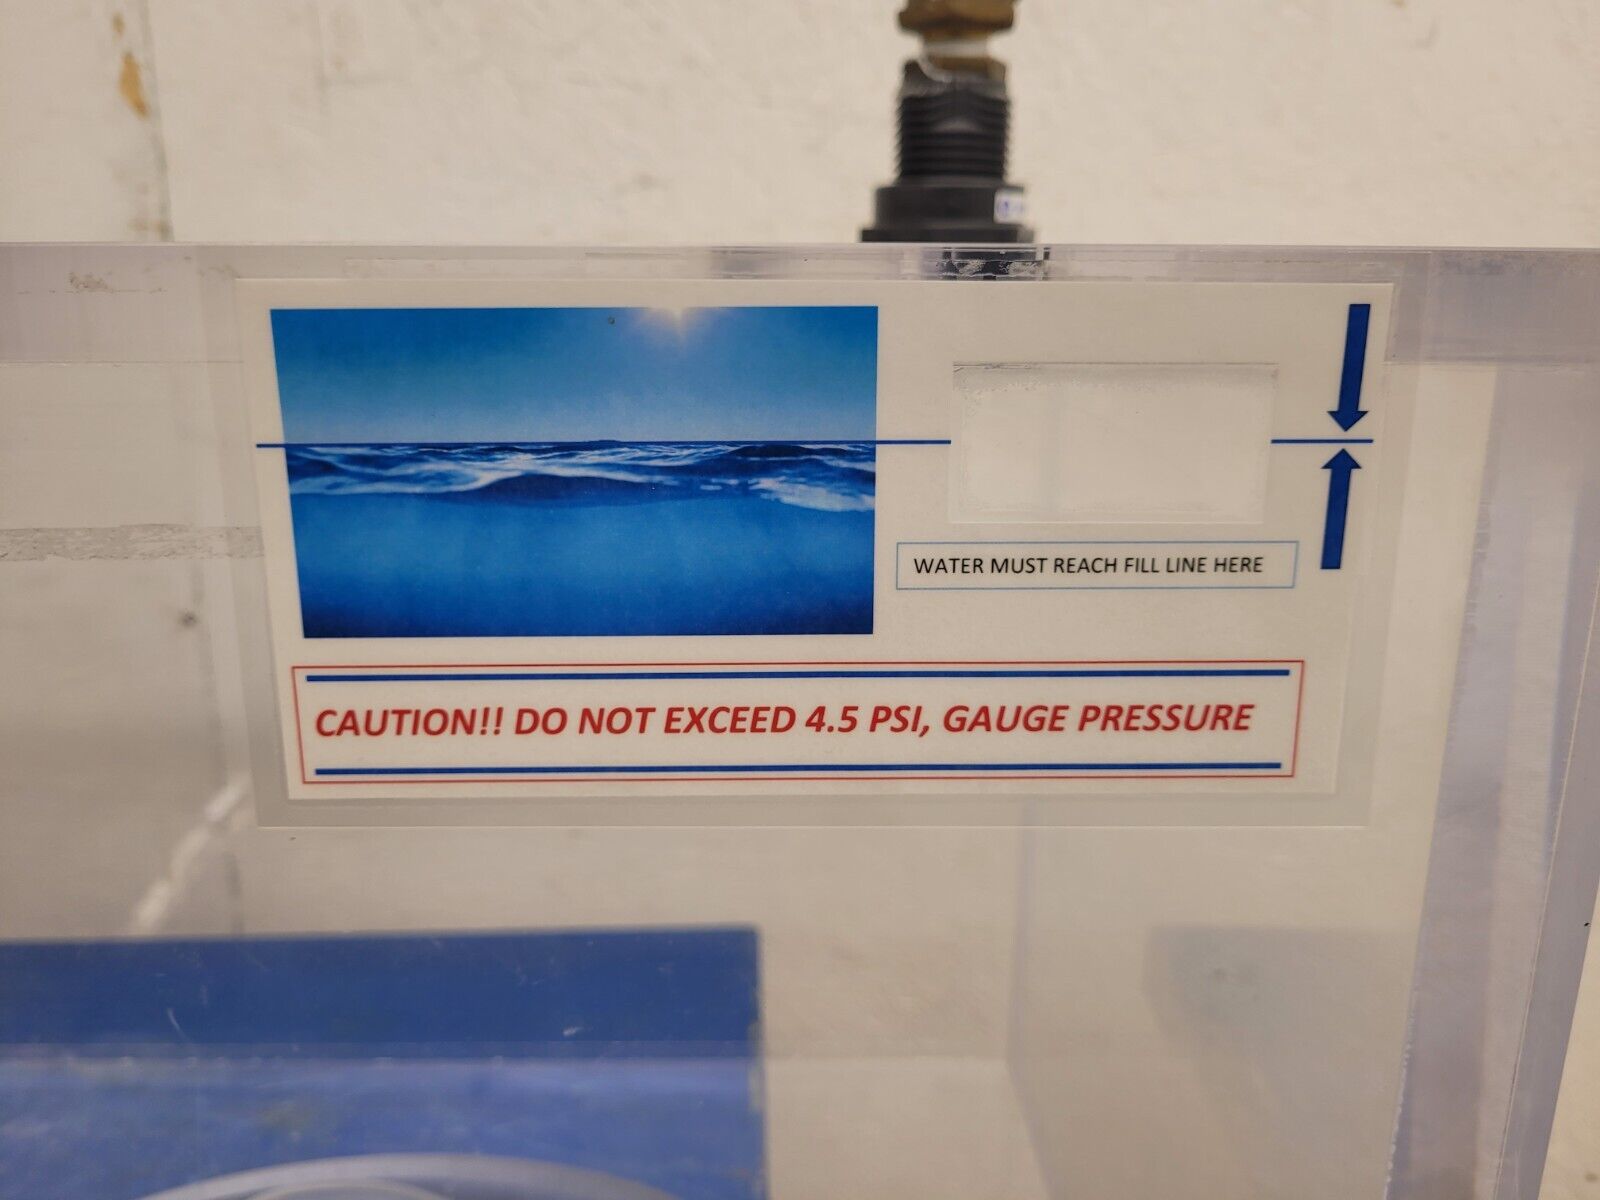 WATER MUST REACH FILL LINE HERE
CAUTION!! DO NOT EXCEED 4.5 PSI, GAUGE PRESSURE